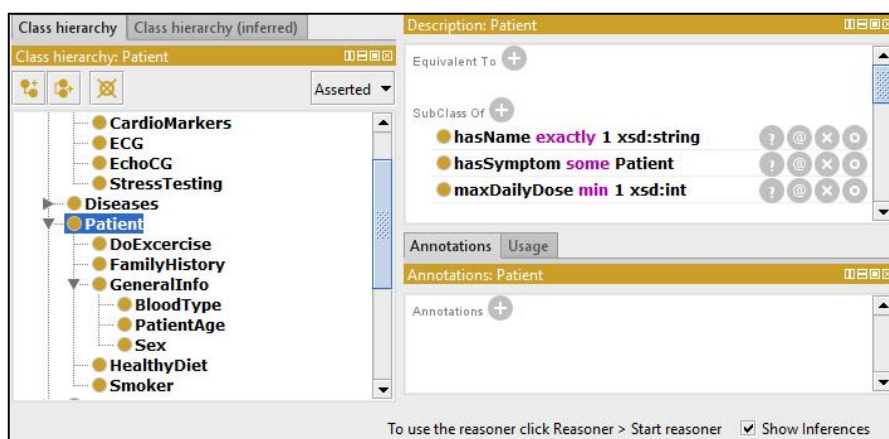 Class hierarchy Class hierarchy (inferred)
Class hierarchy: Patient
Asserted
CardioMarkers
ECG
EchoCG
StressTesting
Diseases
Patient
DoExcercise
FamilyHistory
GeneralInfo
BloodType
PatientAge
Sex
HealthyDiet
Smoker
Description: Patient
Equivalent To
SubClass Of
hasName exactly 1 xsd:string
hasSymptom some Patient
maxDailyDose min 1 xsd:int
Annotations Usage
Annotations: Patient
Annotations
To use the reasoner click Reasoner > Start reasoner Show Inferences